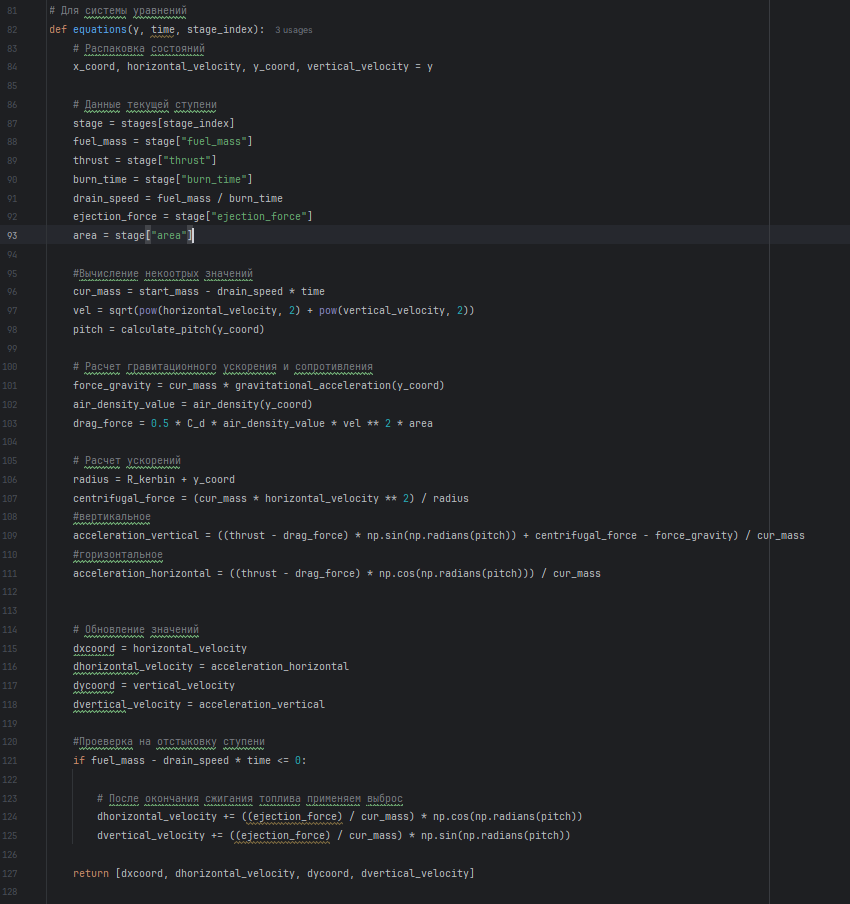 81 # Для системы уравнений
82 def equations(y, time, stage_index): 3 usages
83 # Распаковка состояний
84 x_coord, horizontal_velocity, y_coord, vertical_velocity = y
85
86 # Данные текущей ступени
87 stage = stages[stage_index]
88 fuel_mass = stage["fuel_mass"]
89 thrust = stage["thrust"]
90 burn_time = stage["burn_time"]
91 drain_speed = fuel_mass / burn_time
92 ejection_force = stage["ejection_force"]
93 area = stage["area"]
94
95 #Вычисление некоотрых значений
96 cur_mass = start_mass - drain_speed * time
97 vel = sqrt(pow(horizontal_velocity, 2) + pow(vertical_velocity, 2))
98 pitch = calculate_pitch(y_coord)
99
100 # Расчет гравитационного ускорения и сопротивления
101 force_gravity = cur_mass * gravitational_acceleration(y_coord)
102 air_density_value = air_density(y_coord)
103 drag_force = 0.5 * C_d * air_density_value * vel ** 2 * area
104
105 # Расчет ускорений
106 radius = R_kerbin + y_coord
107 centrifugal_force = (cur_mass * horizontal_velocity ** 2) / radius
108 #вертикальное
109 acceleration_vertical = ((thrust - drag_force) * np.sin(np.radians(pitch)) + centrifugal_force - force_gravity) / cur_mass
110 #горизонтальное
111 acceleration_horizontal = ((thrust - drag_force) * np.cos(np.radians(pitch))) / cur_mass
112
113
114 # Обновление значений
115 dxcoord = horizontal_velocity
116 dhorizontal_velocity = acceleration_horizontal
117 dycoord = vertical_velocity
118 dvertical_velocity = acceleration_vertical
119
120 #Проеверка на отстыковку ступени
121 if fuel_mass - drain_speed * time <= 0:
122
123 # После окончания сжигания топлива применяем выброс
124 dhorizontal_velocity += ((ejection_force) / cur_mass) * np.cos(np.radians(pitch))
125 dvertical_velocity += ((ejection_force) / cur_mass) * np.sin(np.radians(pitch))
126
127 return [dxcoord, dhorizontal_velocity, dycoord, dvertical_velocity]
128